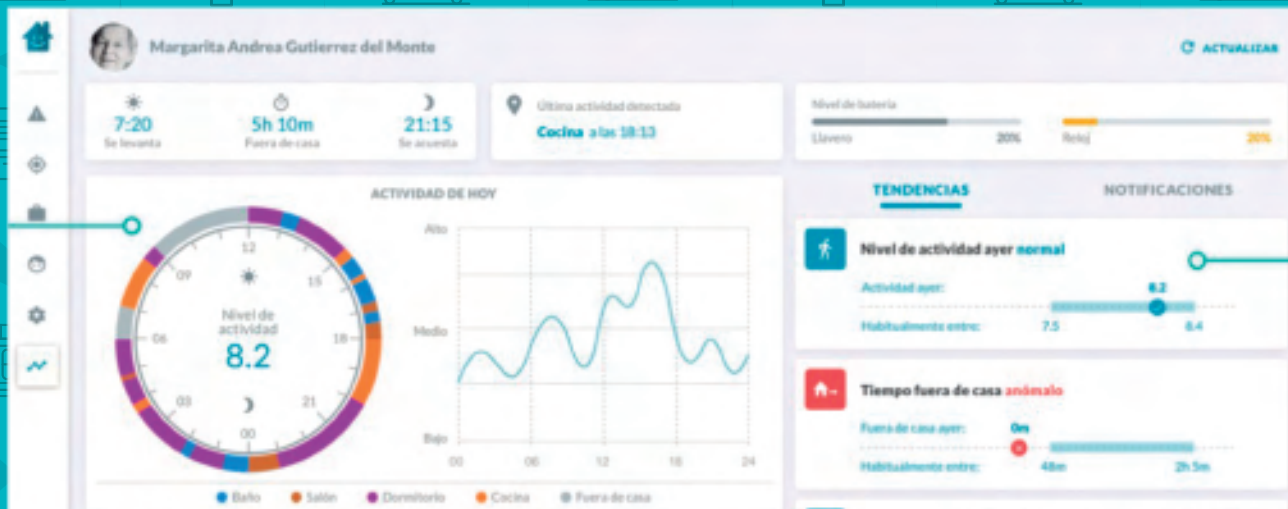 Margarita Andrea Gutierrez del Monte
ACTUALIZAR
7:20
Se levanta
5h 10m
Fuera de casa
21:15
Se acuesta
Última actividad detectada
Cocina a las 18:13
Nivel de batería
Llavero 20%
Reloj 20%
ACTIVIDAD DE HOY
12
15
18
21
00
03
06
09
Nivel de
actividad
8.2
Alto
Medio
Bajo
00 06 12 18 24
Baño Salón Dormitorio Cocina Fuera de casa
TENDENCIAS NOTIFICACIONES
Nivel de actividad ayer normal
Actividad ayer: 8.2
Habitualmente entre: 7.5 8.4
Tiempo fuera de casa anómalo
Fuera de casa ayer: 0m
Habitualmente entre: 48m 2h 5m